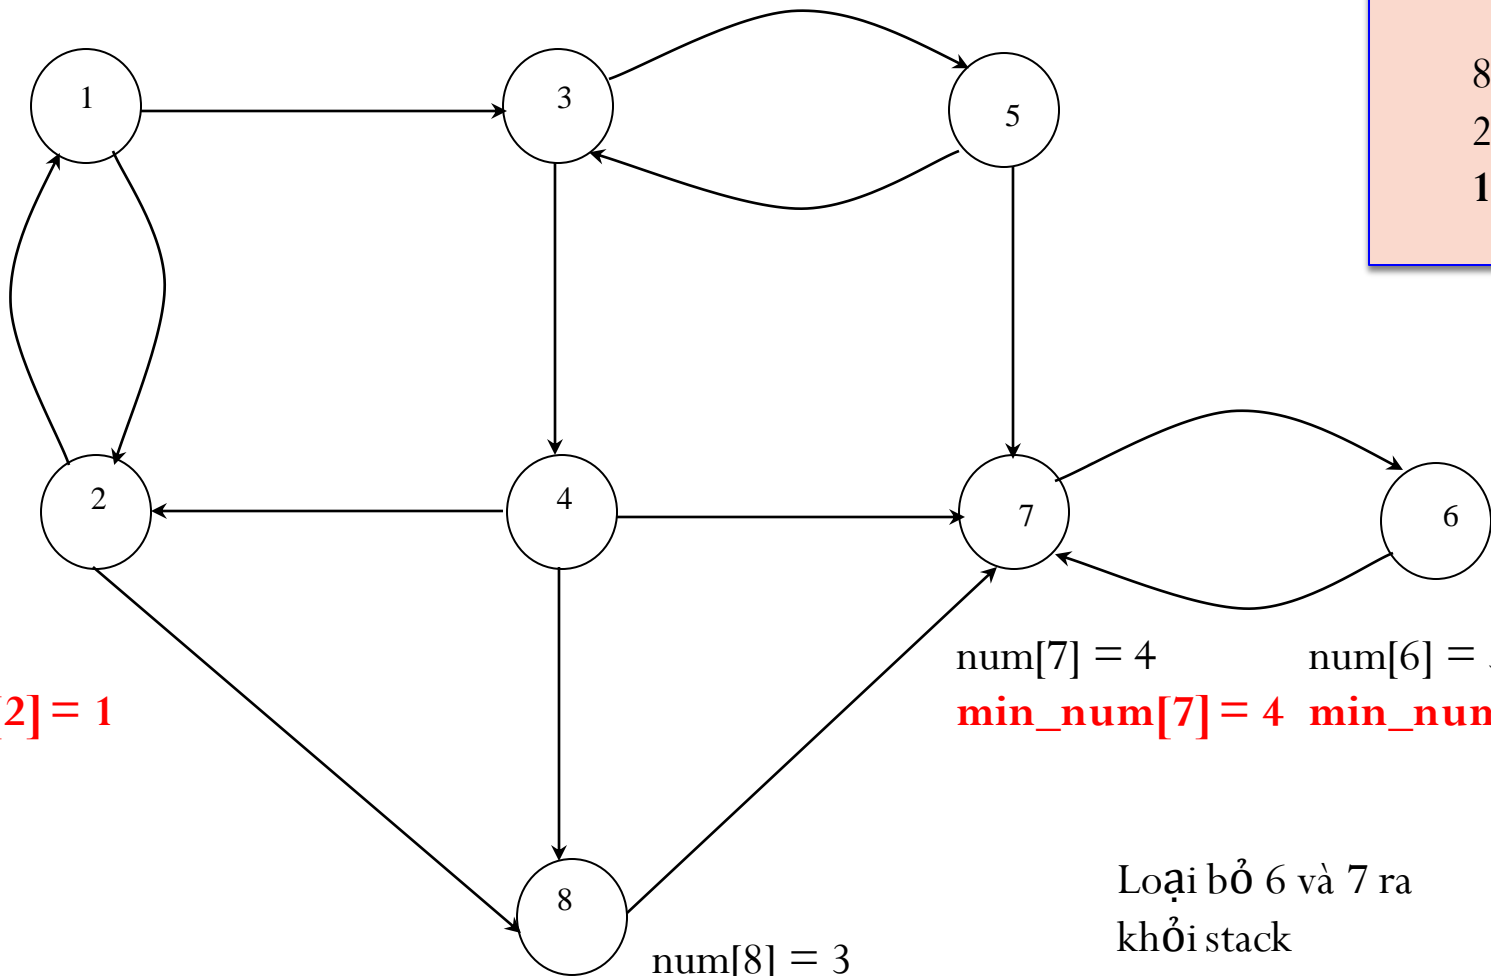 1
3
5
8
2
1
2
4
7
6
num[7] = 4
num[6] =
2] = 1
min_num[7] = 4
min_num
8
Loại bỏ 6 và 7 ra
khỏi stack
num[8] = 3